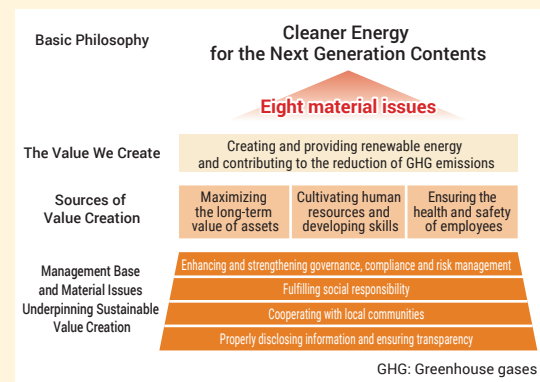 Basic Philosophy
Cleaner Energy
for the Next Generation Contents
Eight material issues
The Value We Create
Creating and providing renewable energy
and contributing to the reduction of GHG emissions
Sources of
Value Creation
Maximizing
the long-term
value of assets
Cultivating human
resources and
developing skills
Ensuring the
health and safety
of employees
Management Base
and Material Issues
Underpinning Sustainable
Value Creation
Enhancing and strengthening governance, compliance and risk management
Fulfilling social responsibility
Cooperating with local communities
Properly disclosing information and ensuring transparency
GHG: Greenhouse gases